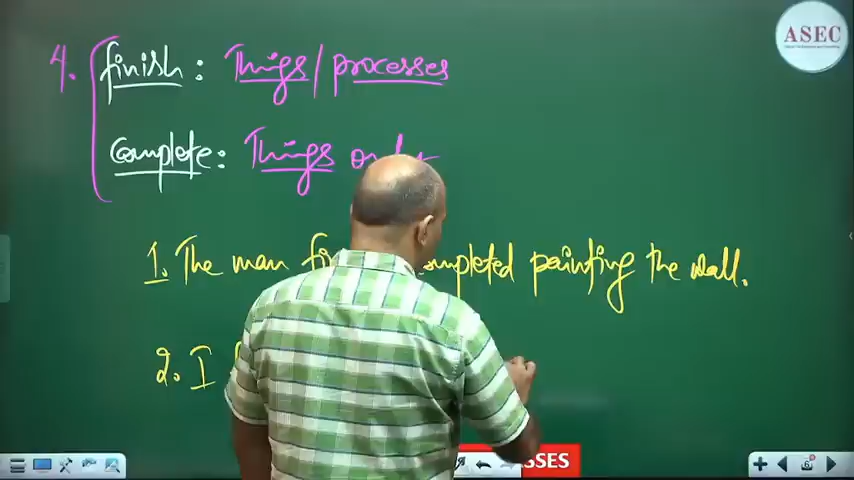 ASEC
4. finish: Things/processes
Complete: Things
1. The man completed painting the wall.
2. I
SSES